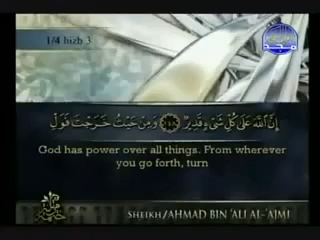 1/4 hizb 3
إِنَّ ٱللَّهَ عَلَىٰ كُلِّ شَىْءٍ قَدِيرٌ ۝١٤٨ وَمِنْ حَيْثُ خَرَجْتَ فَوَلِّ
God has power over all things. From wherever
you go forth, turn
SHEIKH/AHMAD BIN 'ALI AL-'AJMI